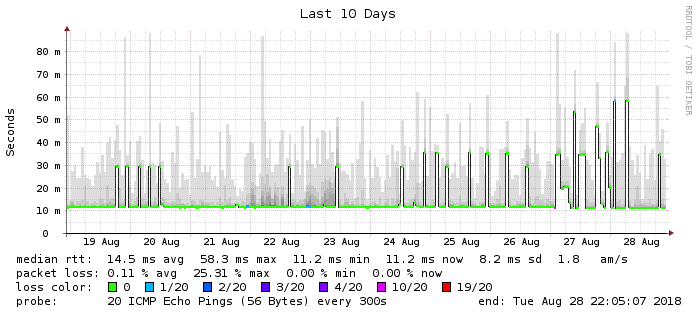 Last 10 Days
RRDTOOL / TOBI OETIKER
Seconds
80 m
70 m
60 m
50 m
40 m
30 m
20 m
10 m
0
19 Aug 20 Aug 21 Aug 22 Aug 23 Aug 24 Aug 25 Aug 26 Aug 27 Aug 28 Aug
median rtt: 14.5 ms avg 58.3 ms max 11.2 ms min 11.2 ms now 8.2 ms sd 1.8 am/s
packet loss: 0.11 % avg 25.31 % max 0.00 % min 0.00 % now
loss color: 0 1/20 2/20 3/20 4/20 10/20 19/20
probe: 20 ICMP Echo Pings (56 Bytes) every 300s end: Tue Aug 28 22:05:07 2018